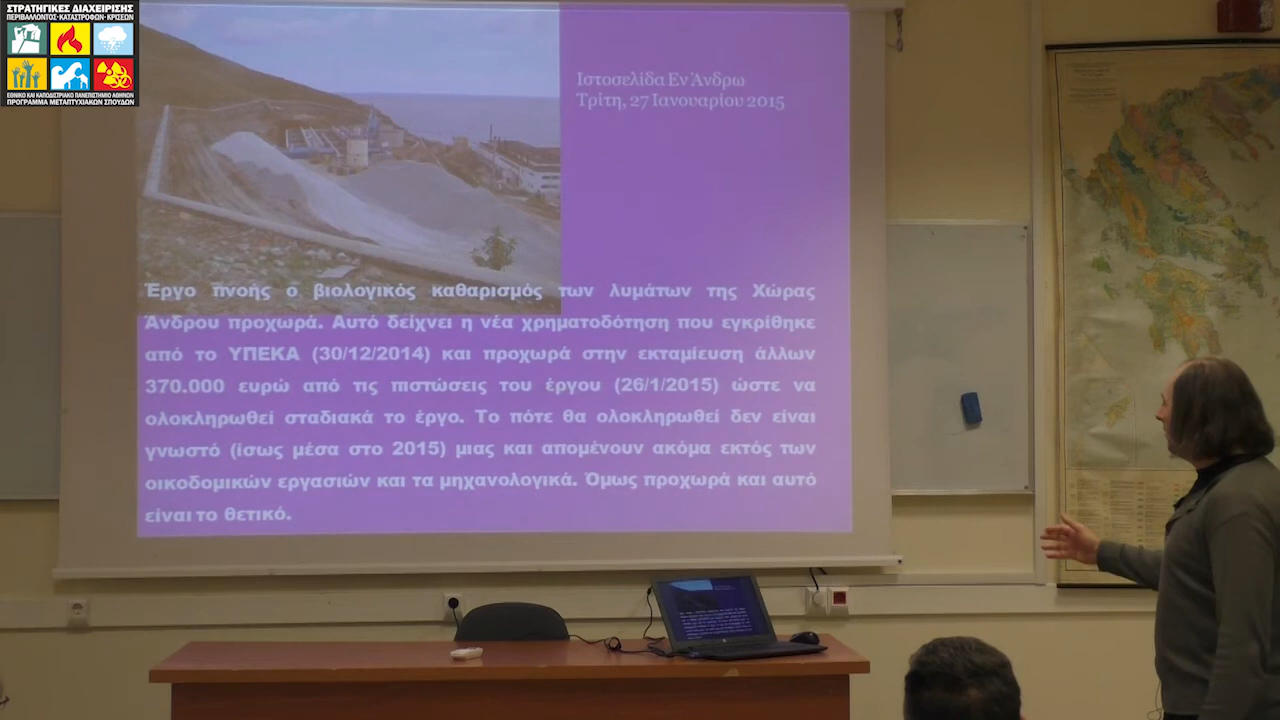 ΣΤΡΑΤΗΓΙΚΕΣ ΔΙΑΧΕΙΡΙΣΗΣ
ΠΕΡΙΒΑΛΛΟΝΤΟΣ·ΚΑΤΑΣΤΡΟΦΩΝ·ΚΡΙΣΕΩΝ
ΕΘΝΙΚΟ ΚΑΙ ΚΑΠΟΔΙΣΤΡΙΑΚΟ ΠΑΝΕΠΙΣΤΗΜΙΟ ΑΘΗΝΩΝ
ΠΡΟΓΡΑΜΜΑ ΜΕΤΑΠΤΥΧΙΑΚΩΝ ΣΠΟΥΔΩΝ
Ιστοσελίδα Εν Άνδρω
Τρίτη, 27 Ιανουαρίου 2015
Έργο πνοής ο βιολογικός καθαρισμός των λυμάτων της Χώρας
Άνδρου προχωρά. Αυτό δείχνει η νέα χρηματοδότηση που εγκρίθηκε
από το ΥΠΕΚΑ (30/12/2014) και προχωρά στην εκταμίευση άλλων
370.000 ευρώ από τις πιστώσεις του έργου (26/1/2015) ώστε να
ολοκληρωθεί σταδιακά το έργο. Το πότε θα ολοκληρωθεί δεν είναι
γνωστό (ίσως μέσα στο 2015) μιας και απομένουν ακόμα εκτός των
οικοδομικών εργασιών και τα μηχανολογικά. Όμως προχωρά και αυτό
είναι το θετικό.